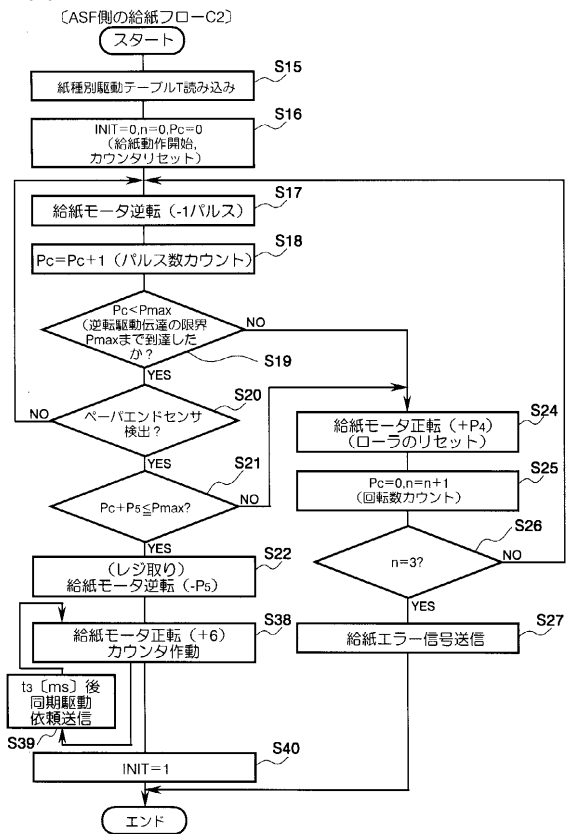 〔ASF側の給紙フローC2〕
スタート
S15
紙種別駆動テーブルT読み込み
S16
INIT=0,n=0,Pc=0
（給紙動作開始,
カウンタリセット）
S17
給紙モータ逆転（-1パルス）
S18
Pc=Pc+1（パルス数カウント）
Pc<Pmax
（逆転駆動伝達の限界
Pmaxまで到達した
か？
NO
S19
YES
S20
ペーパエンドセンサ
検出？
NO
YES
S21
Pc+P5≦Pmax?
NO
YES
S22
（レジ取り）
給紙モータ逆転（-P5）
S38
給紙モータ正転（+6）
カウンタ作動
t3〔ms〕後
同期駆動
依頼送信
S39
S40
INIT=1
エンド
S24
給紙モータ正転（+P4）
（ローラのリセット）
S25
Pc=0,n=n+1
（回転数カウント）
S26
n=3?
NO
YES
S27
給紙エラー信号送信